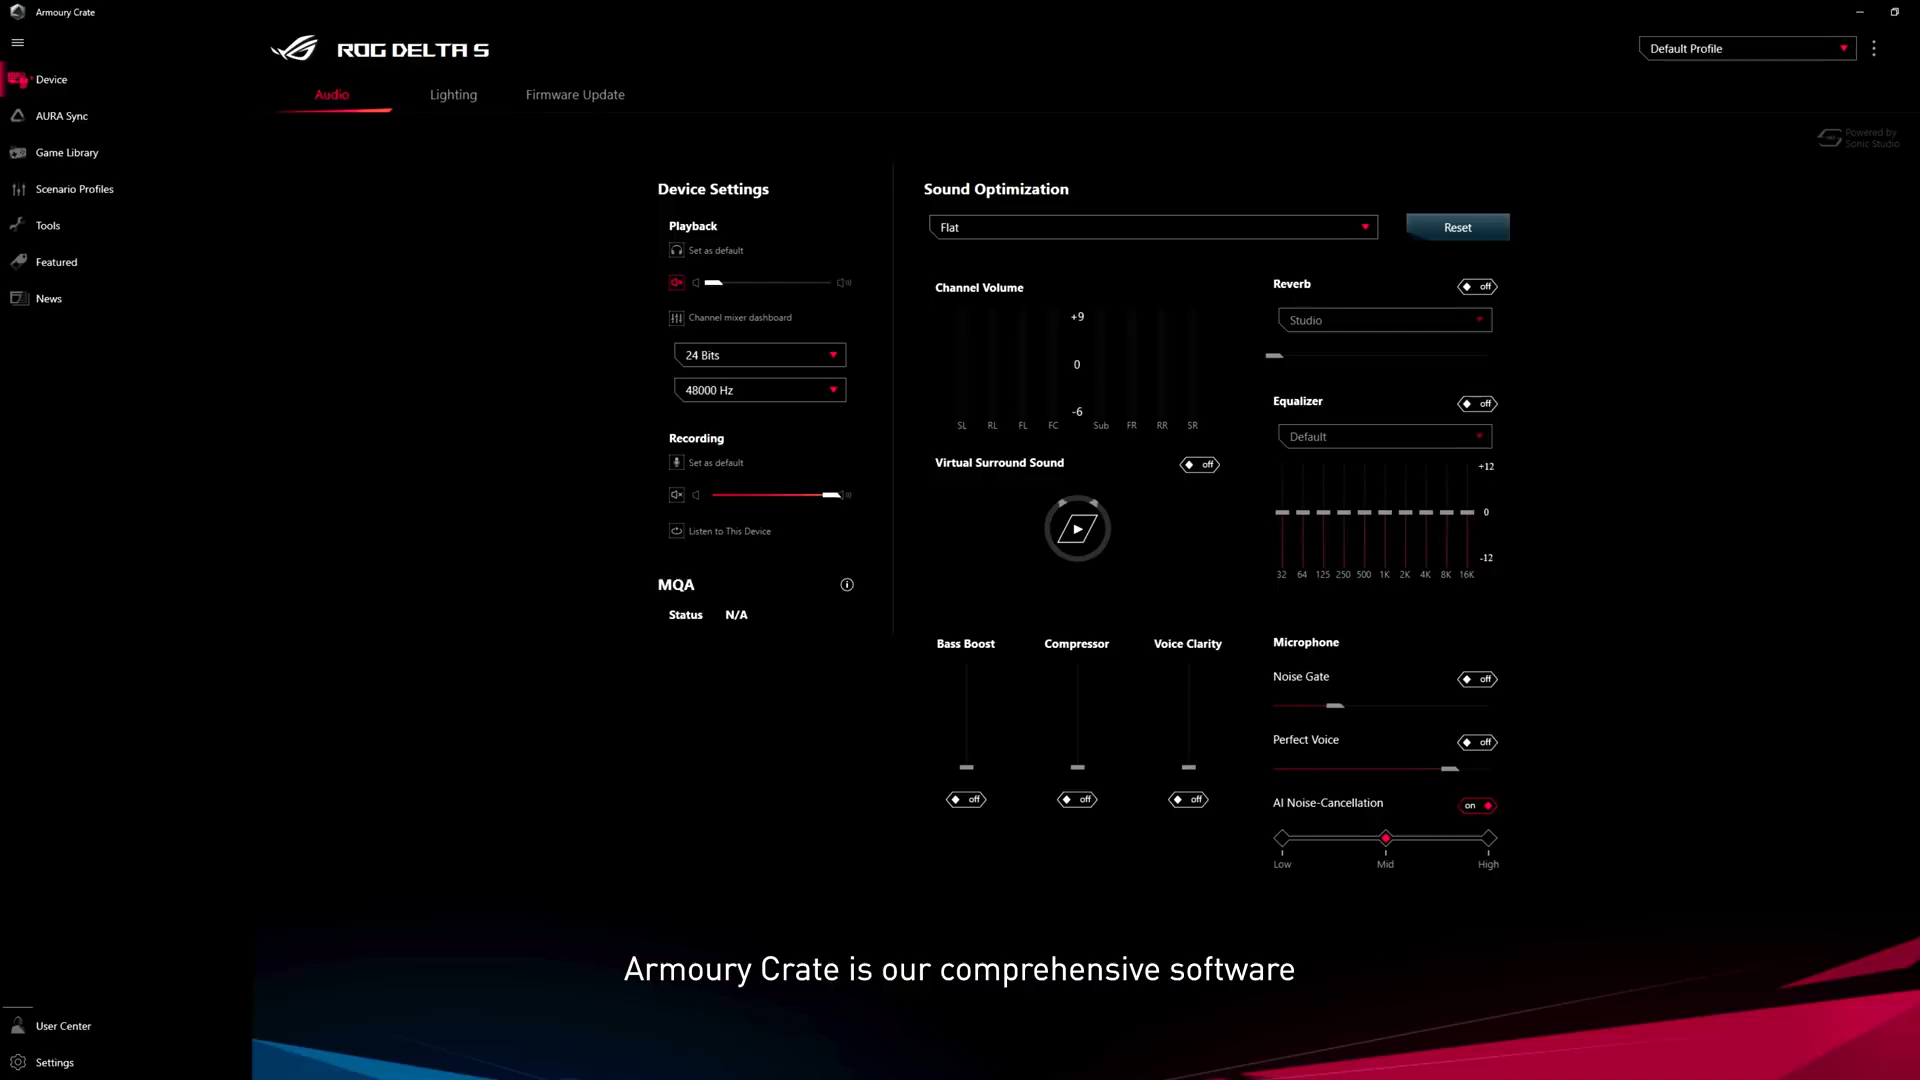 Armoury Crate
ROG DELTA S
Default Profile
Device
Audio
Lighting
Firmware Update
AURA Sync
Game Library
Powered by
Sonic Studio
Scenario Profiles
Tools
Featured
News
Device Settings
Playback
Set as default
Channel mixer dashboard
24 Bits
48000 Hz
Recording
Set as default
Listen to This Device
MQA
Status N/A
Sound Optimization
Flat
Reset
Channel Volume
+9
0
-6
SL RL FL FC Sub FR RR SR
Virtual Surround Sound off
Reverb off
Studio
Equalizer off
Default
+12
0
-12
32 64 125 250 500 1K 2K 4K 8K 16K
Bass Boost Compressor Voice Clarity
off off off
Microphone
Noise Gate off
Perfect Voice off
AI Noise-Cancellation on
Low Mid High
Armoury Crate is our comprehensive software
User Center
Settings